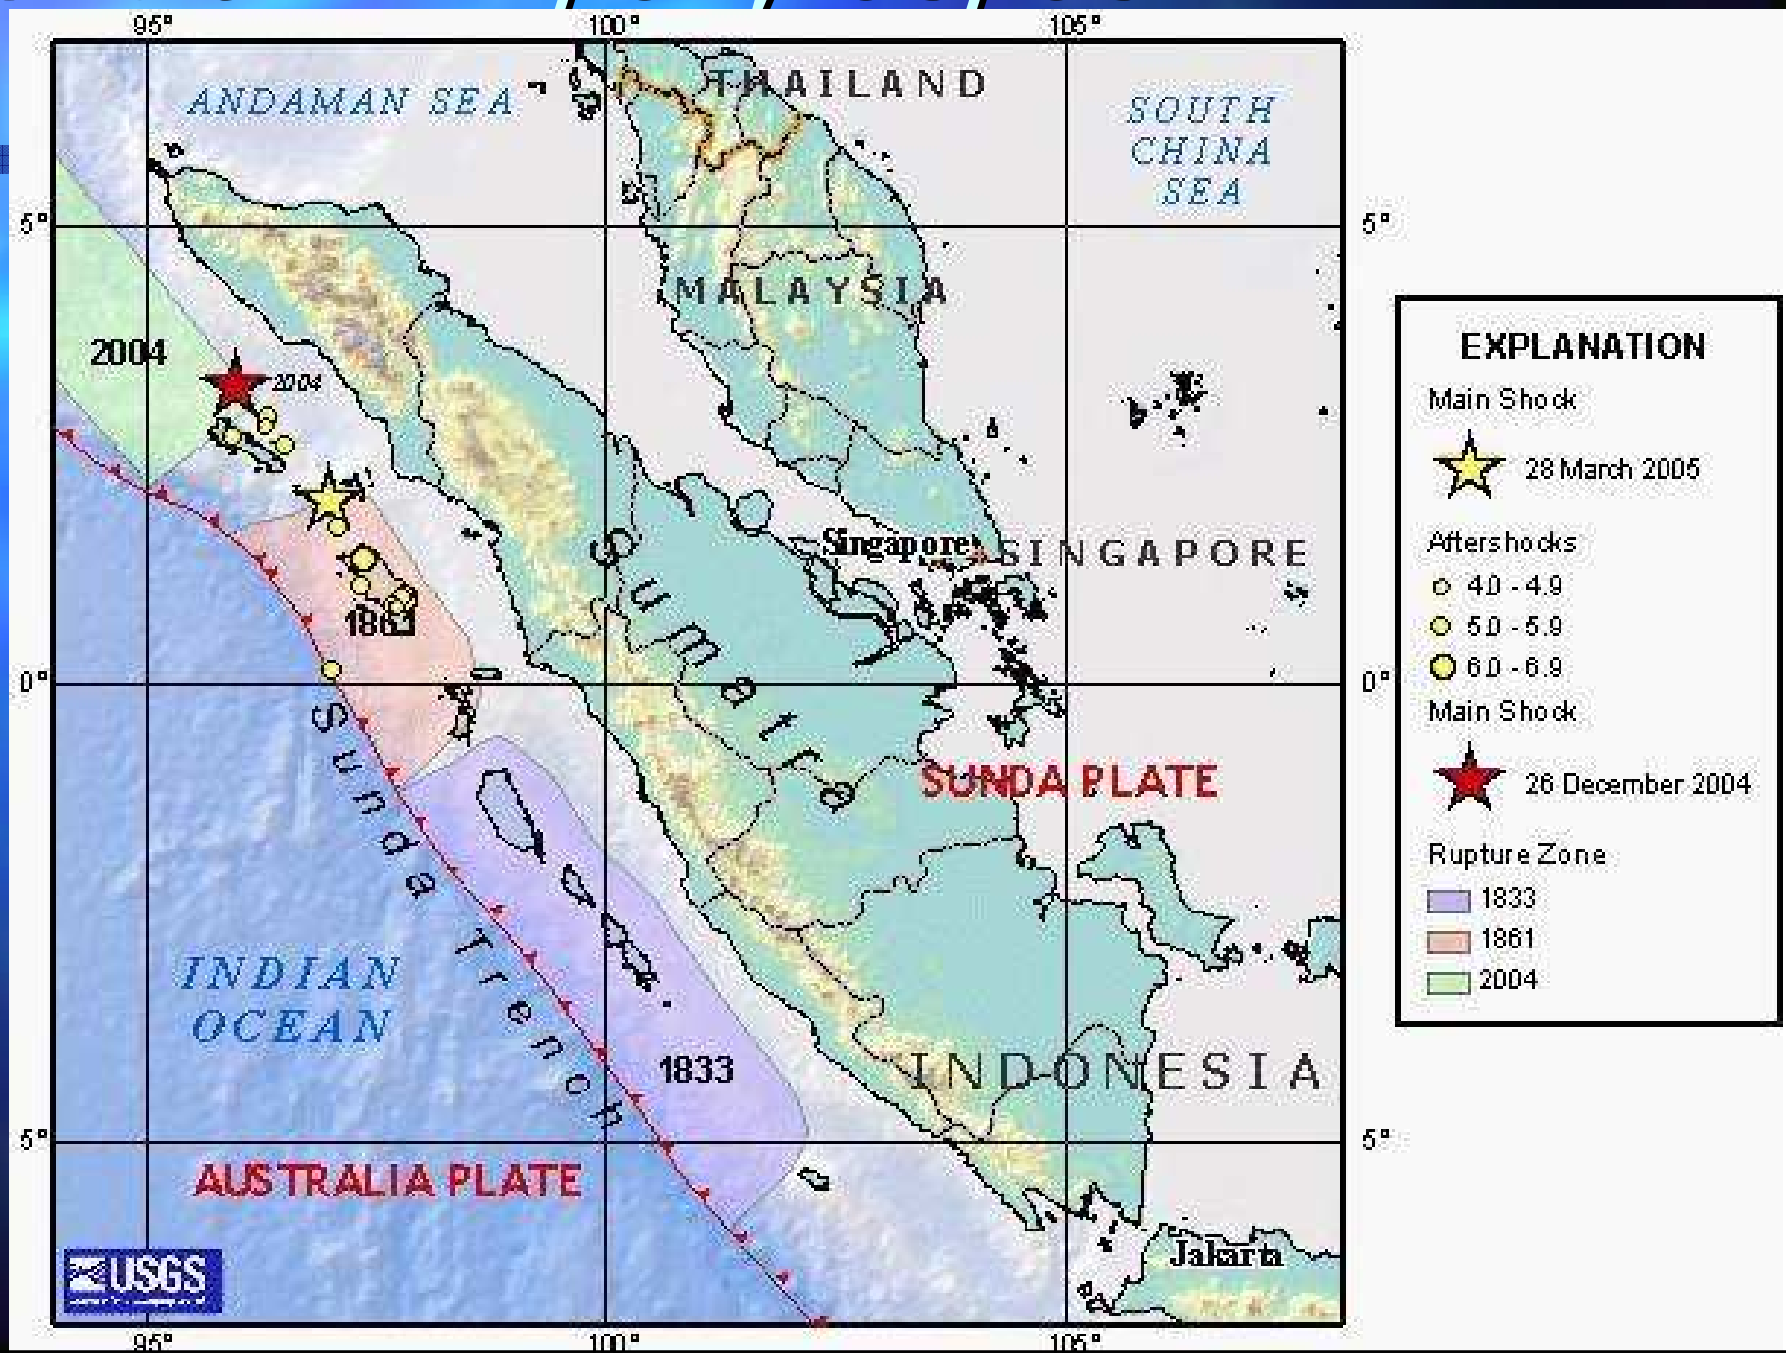 95°
100°
105°
ANDAMAN SEA
THAILAND
SOUTH
CHINA
SEA
5°
5°
MALAYSIA
2004
2004
Singapore
SINGAPORE
Sumatra
1861
0°
0°
SUNDA PLATE
Sunda Trench
INDIAN
OCEAN
1833
INDONESIA
5°
5°
AUSTRALIA PLATE
Jakarta
USGS
95°
100°
105°
EXPLANATION
Main Shock
28 March 2005
Aftershocks
4.0 - 4.9
5.0 - 5.9
6.0 - 6.9
Main Shock
26 December 2004
Rupture Zone
1833
1861
2004